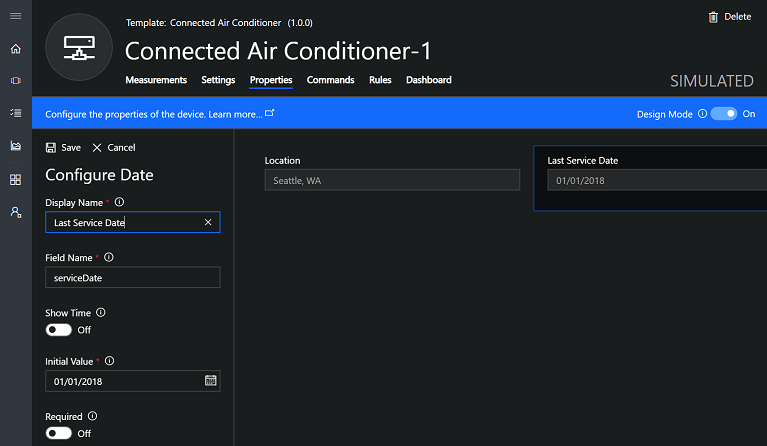 Template: Connected Air Conditioner (1.0.0)
Delete
Connected Air Conditioner-1
Measurements Settings Properties Commands Rules Dashboard
SIMULATED
Configure the properties of the device. Learn more...
Design Mode On
Save Cancel
Configure Date
Display Name *
Last Service Date
Field Name *
serviceDate
Show Time
Off
Initial Value *
01/01/2018
Required
Off
Location
Seattle, WA
Last Service Date
01/01/2018